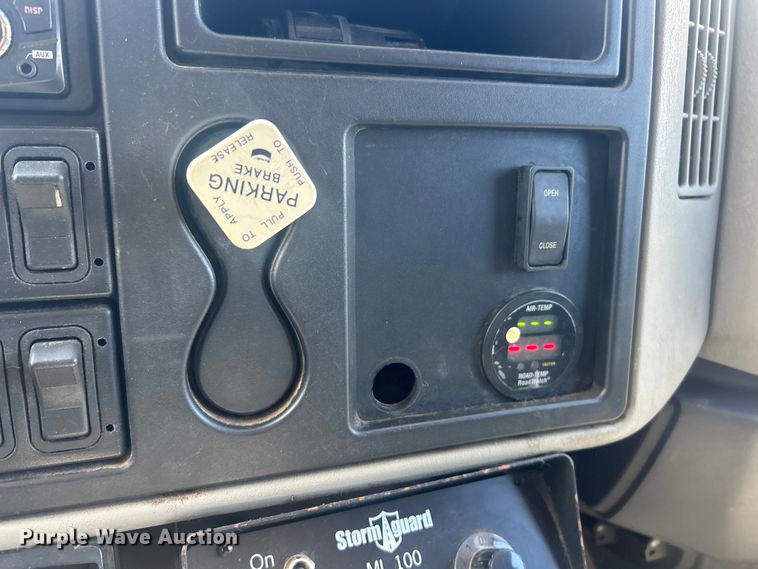 DISP
AUX
PARKING
BRAKE
PUSH TO
RELEASE
PULL TO
APPLY
OPEN
CLOSE
AIR-TEMP
CAUTION
ROAD-TEMP
RoadWatch®
StormGuard
ML 100
On
Purple Wave Auction